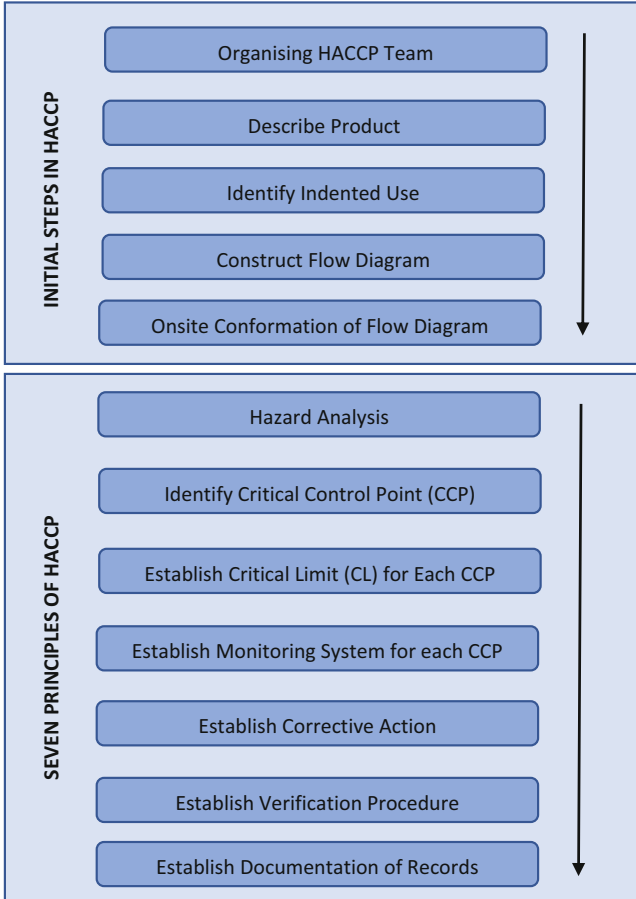 INITIAL STEPS IN HACCP
Organising HACCP Team
Describe Product
Identify Indented Use
Construct Flow Diagram
Onsite Conformation of Flow Diagram
SEVEN PRINCIPLES OF HACCP
Hazard Analysis
Identify Critical Control Point (CCP)
Establish Critical Limit (CL) for Each CCP
Establish Monitoring System for each CCP
Establish Corrective Action
Establish Verification Procedure
Establish Documentation of Records